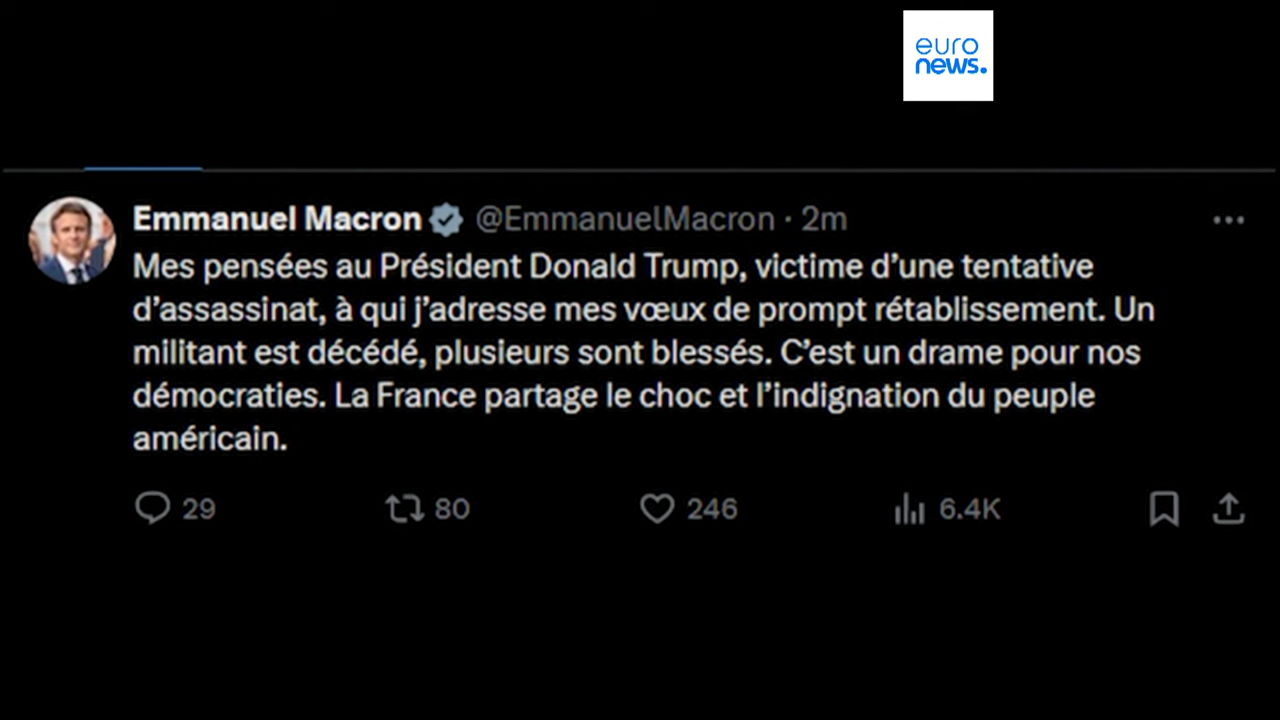 euro
news.
Emmanuel Macron @EmmanuelMacron · 2m
Mes pensées au Président Donald Trump, victime d’une tentative
d’assassinat, à qui j’adresse mes vœux de prompt rétablissement. Un
militant est décédé, plusieurs sont blessés. C’est un drame pour nos
démocraties. La France partage le choc et l’indignation du peuple
américain.
29 80 246 6.4K